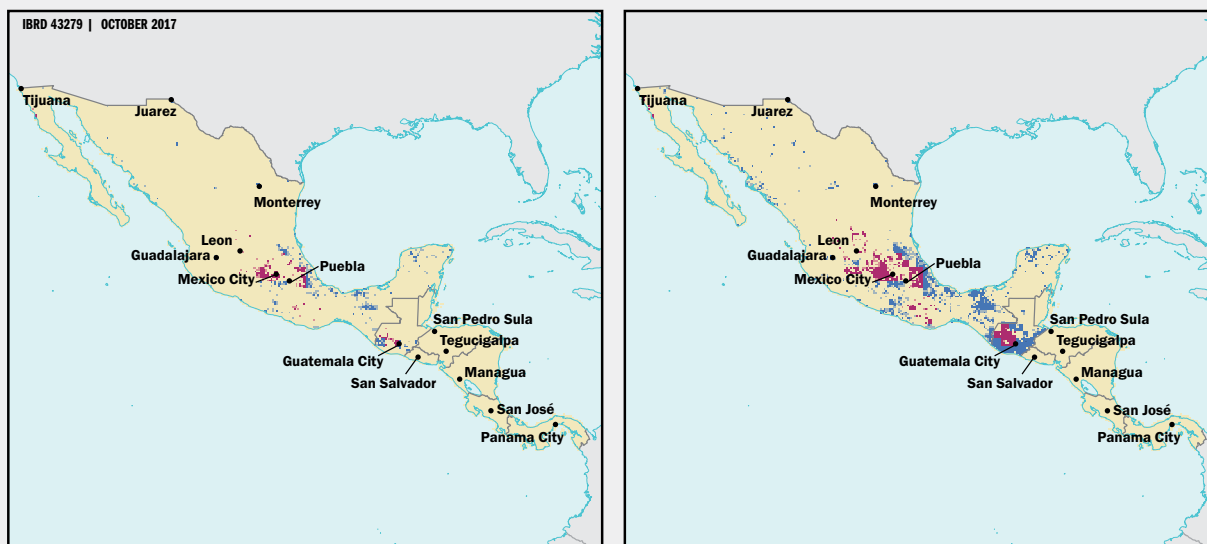 IBRD 43279 | OCTOBER 2017
Tijuana
Juarez
Monterrey
Leon
Guadalajara
Mexico City
Puebla
San Pedro Sula
Tegucigalpa
Guatemala City
San Salvador
Managua
San José
Panama City
Tijuana
Juarez
Monterrey
Leon
Guadalajara
Mexico City
Puebla
San Pedro Sula
Tegucigalpa
Guatemala City
San Salvador
Managua
San José
Panama City